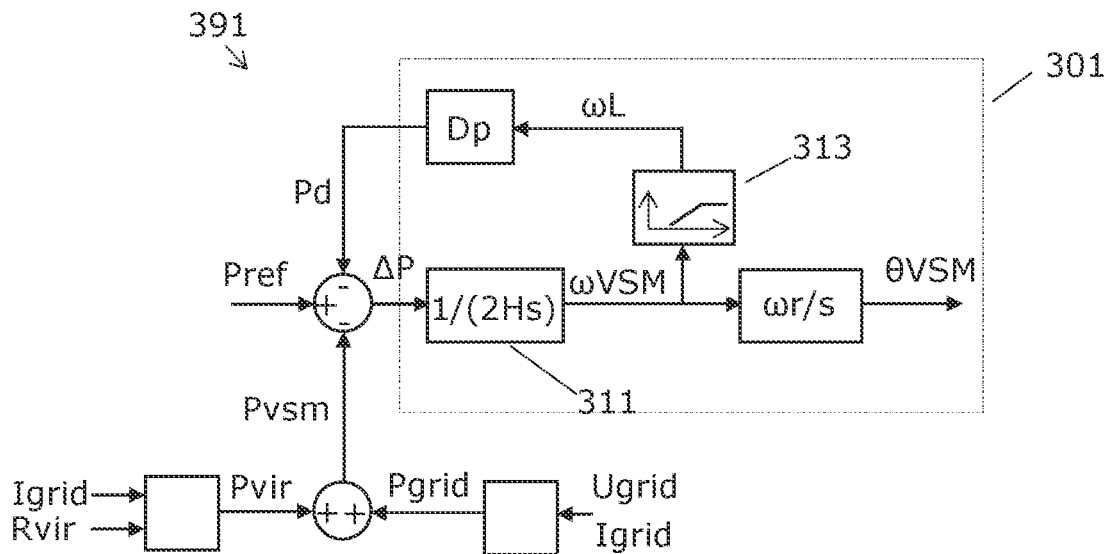 391
301
Dp
ωL
313
Pd
Pref
ΔP
+
-
-
1/(2Hs)
ωVSM
ωr/s
θVSM
311
Pvsm
Igrid
Rvir
Pvir
+ +
Pgrid
Ugrid
Igrid